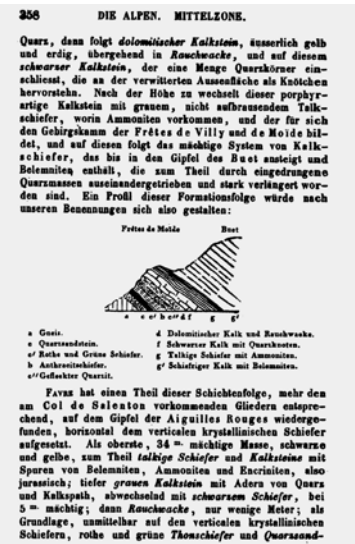 358 DIE ALPEN. MITTELZONE.
Quarz, dann folgt dolomitischer Kalkstein, äusserlich gelb
und erdig, übergehend in Rauchwacke, und auf diesem
schwarzer Kalkstein, der eine Menge Quarzkörner ein-
schliesst, die an der verwitterten Aussenfläche als Knötchen
hervorstehn. Nach der Höhe zu wechselt dieser porphyr-
artige Kalkstein mit grauem, nicht aufbrausendem Talk-
schiefer, worin Ammoniten vorkommen, und der für sich
den Gebirgskamm der Frêtes de Villy und de Moïde bil-
det, und auf diesen folgt das mächtige System von Kalk-
schiefer, das bis in den Gipfel des Buet ansteigt und
Belemniten enthält, die zum Theil durch eingedrungene
Quarzmassen auseinandergetrieben und stark verlängert wor-
den sind. Ein Profil dieser Formationsfolge würde nach
unseren Benennungen sich also gestalten:
Frêtes de Moïde Buet
a c c' b c'' d f g g'
a Gneis.
c Quarzsandstein.
c' Rothe und Grüne Schiefer.
b Anthracitschiefer.
c'' Gefleckter Quarzit.
d Dolomitischer Kalk und Rauchwacke.
f Schwarzer Kalk mit Quarzknoten.
g Talkige Schiefer mit Ammoniten.
g' Schiefriger Kalk mit Belemniten.
FAVRE hat einen Theil dieser Schichtenfolge, mehr den
am Col de Salenton vorkommenden Gliedern entspre-
chend, auf dem Gipfel der Aiguilles Rouges wiederge-
funden, horizontal dem verticalen krystallinischen Schiefer
aufgesetzt. Als oberste, 34 m. mächtige Masse, schwarze
und gelbe, zum Theil talkige Schiefer und Kalksteine mit
Spuren von Belemniten, Ammoniten und Encriniten, also
jurassisch; tiefer grauen Kalkstein mit Adern von Quarz
und Kalkspath, abwechselnd mit schwarzem Schiefer, bei
5 m. mächtig; dann Rauchwacke, nur wenige Meter; als
Grundlage, unmittelbar auf den verticalen krystallinischen
Schiefern, rothe und grüne Thonschiefer und Quarzsand-